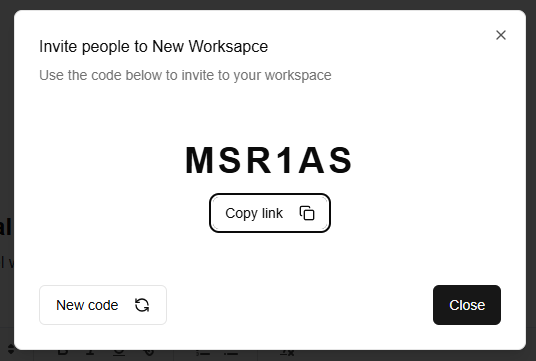 Invite people to New Worksapce
Use the code below to invite to your workspace
MSR1AS
Copy link
New code
Close